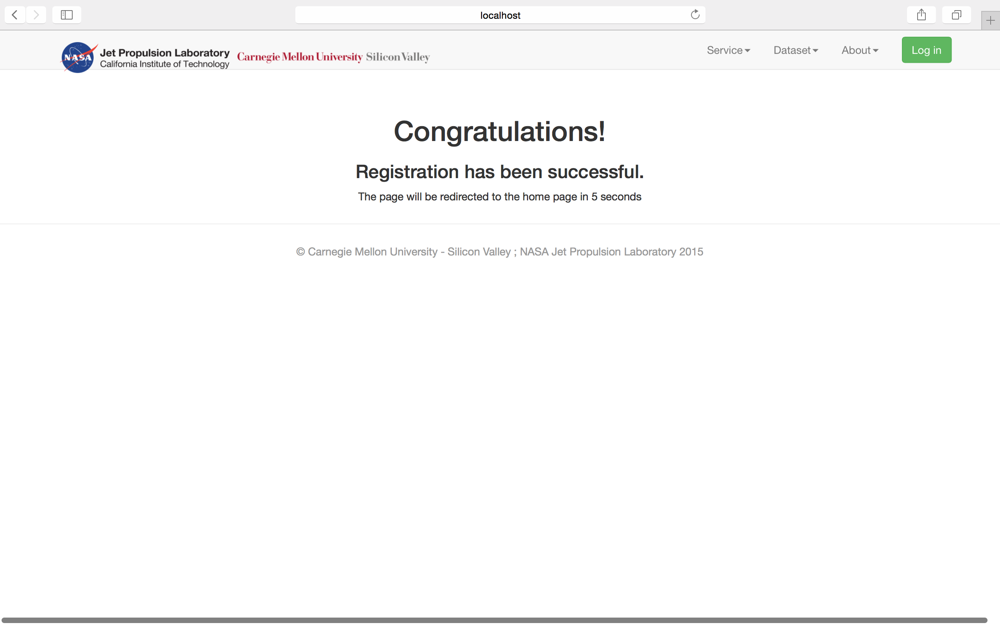 localhost
NASA
Jet Propulsion Laboratory
California Institute of Technology
Carnegie Mellon University Silicon Valley
Service
Dataset
About
Log in
Congratulations!
Registration has been successful.
The page will be redirected to the home page in 5 seconds
© Carnegie Mellon University - Silicon Valley ; NASA Jet Propulsion Laboratory 2015